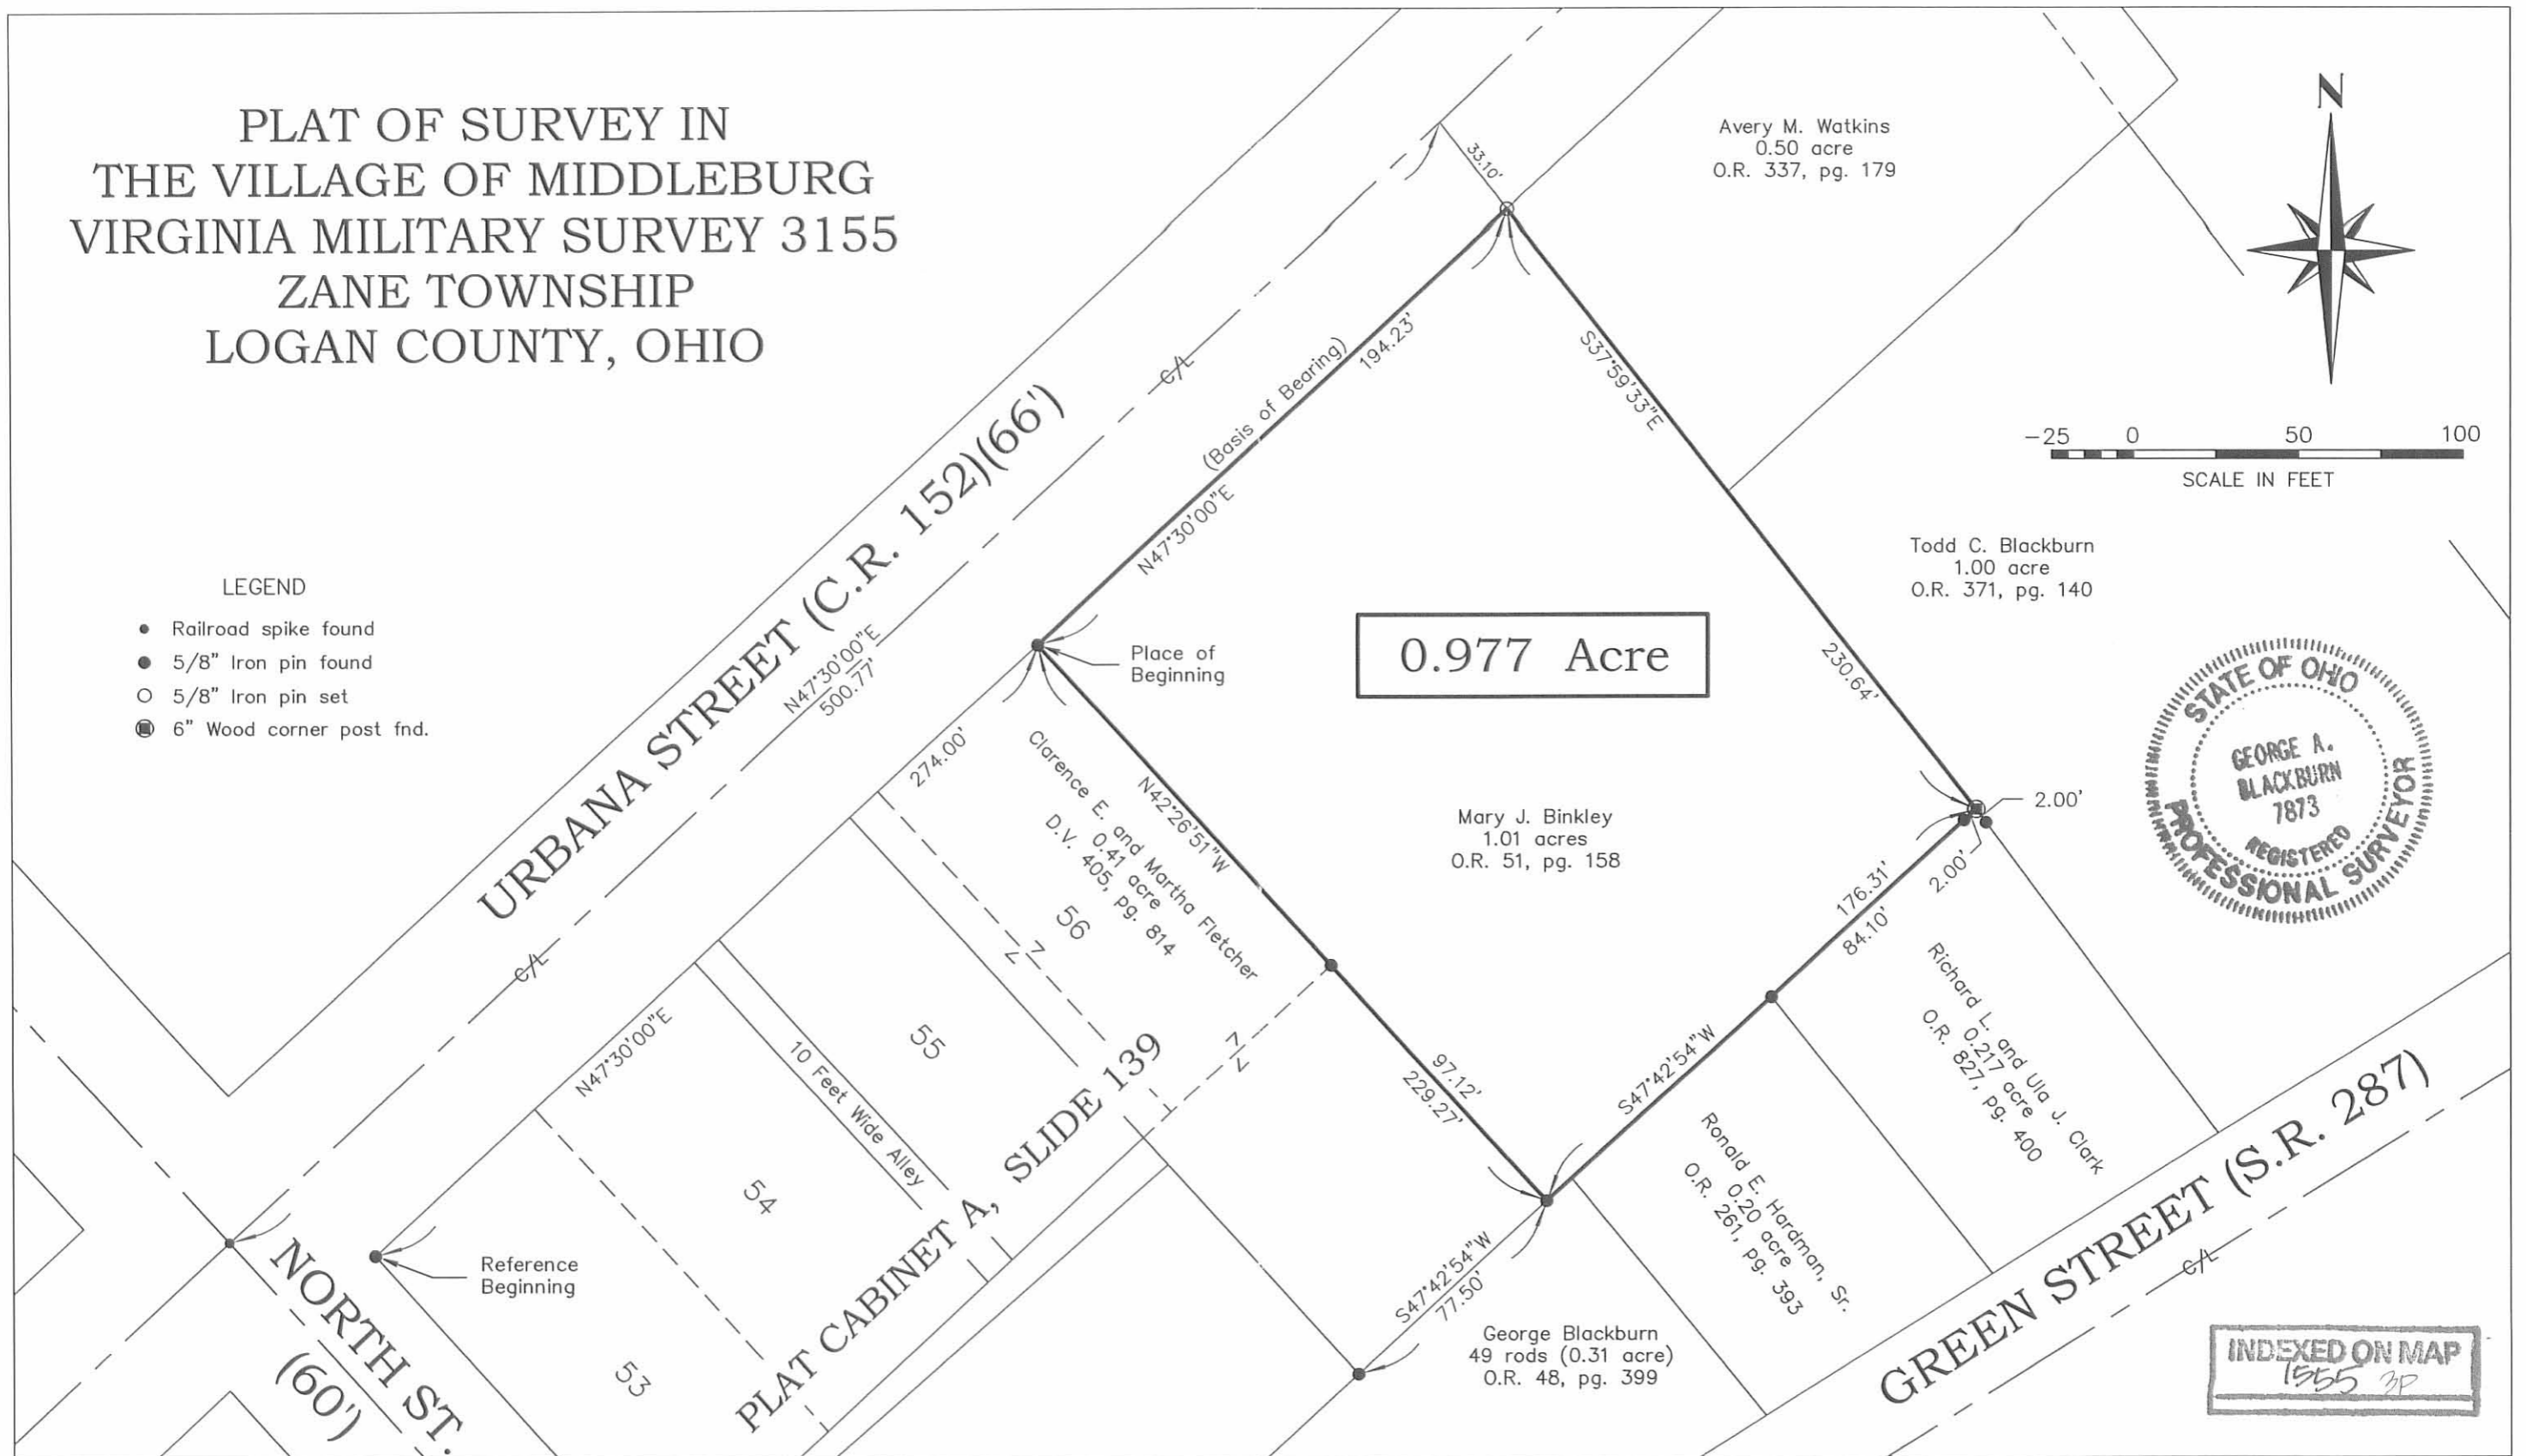 PLAT OF SURVEY IN
THE VILLAGE OF MIDDLEBURG
VIRGINIA MILITARY SURVEY 3155
ZANE TOWNSHIP
LOGAN COUNTY, OHIO
LEGEND
Railroad spike found
5/8" Iron pin found
5/8" Iron pin set
6" Wood corner post fnd.
Avery M. Watkins
0.50 acre
O.R. 337, pg. 179
N
-25 0 50 100
SCALE IN FEET
33.10'
(Basis of Bearing)
194.23'
N47°30'00"E
S37°59'33"E
230.64'
C/L
URBANA STREET (C.R. 152)(66')
N47°30'00"E
500.77'
C/L
Place of
Beginning
0.977 Acre
Todd C. Blackburn
1.00 acre
O.R. 371, pg. 140
STATE OF OHIO
GEORGE A.
BLACKBURN
7873
REGISTERED
PROFESSIONAL SURVEYOR
274.00'
Clarence E. and Martha Fletcher
0.41 acre
D.V. 405, pg. 814
56
N42°26'51"W
97.12'
229.27'
Mary J. Binkley
1.01 acres
O.R. 51, pg. 158
2.00'
2.00'
176.31'
84.10'
S47°42'54"W
Richard L. and Ula J. Clark
0.217 acre
O.R. 827, pg. 400
Ronald E. Hardman, Sr.
0.20 acre
O.R. 261, pg. 393
N47°30'00"E
55
10 Feet Wide Alley
54
53
PLAT CABINET A, SLIDE 139
Reference
Beginning
NORTH ST.
(60')
S47°42'54"W
77.50'
George Blackburn
49 rods (0.31 acre)
O.R. 48, pg. 399
GREEN STREET (S.R. 287)
C/L
INDEXED ON MAP
1555 3P